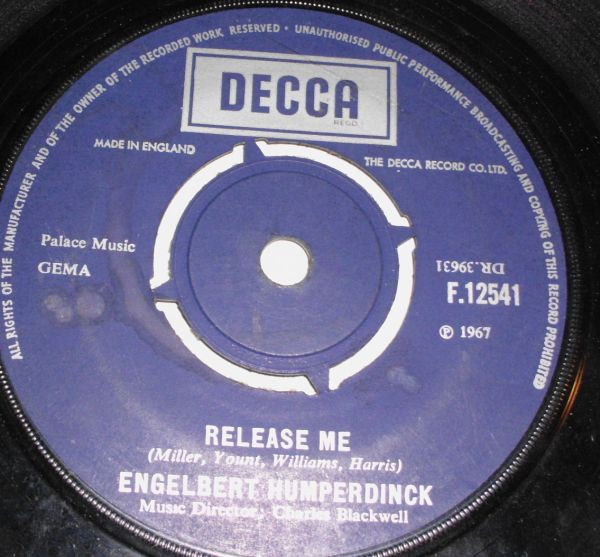 ALL RIGHTS OF THE MANUFACTURER AND OF THE OWNER OF THE RECORDED WORK RESERVED · UNAUTHORISED PUBLIC PERFORMANCE BROADCASTING AND COPYING OF THIS RECORD PROHIBITED
DECCA
REGD.
MADE IN ENGLAND
THE DECCA RECORD CO. LTD.
Palace Music
GEMA
DR.39631
F.12541
℗ 1967
RELEASE ME
(Miller, Yount, Williams, Harris)
ENGELBERT HUMPERDINCK
Music Director; Charles Blackwell